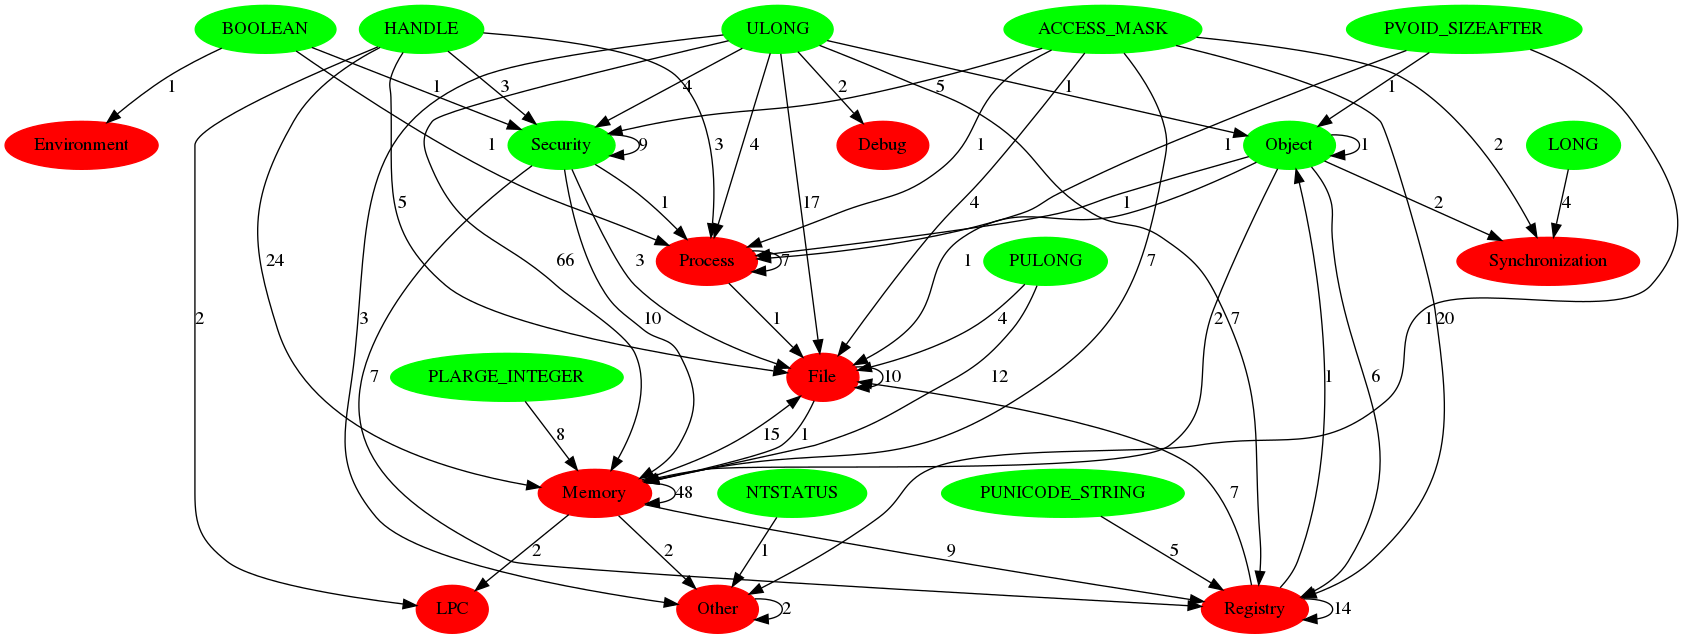 BOOLEAN HANDLE ULONG ACCESS_MASK PVOID_SIZEAFTER
1 1 3 4 2 5 1 1
Environment Security 9 Debug Object 1 LONG
1 3 4 1 1 2
5 1 17 4 1 2 4
24 66 3 Process 7 PULONG 1 7 Synchronization
2 3 7 10 1 4 2 7 1 20
PLARGE_INTEGER File 10 12 1 6
8 15 1
Memory 48 NTSTATUS PUNICODE_STRING 7
2 2 1 9 5
LPC Other 2 Registry 14